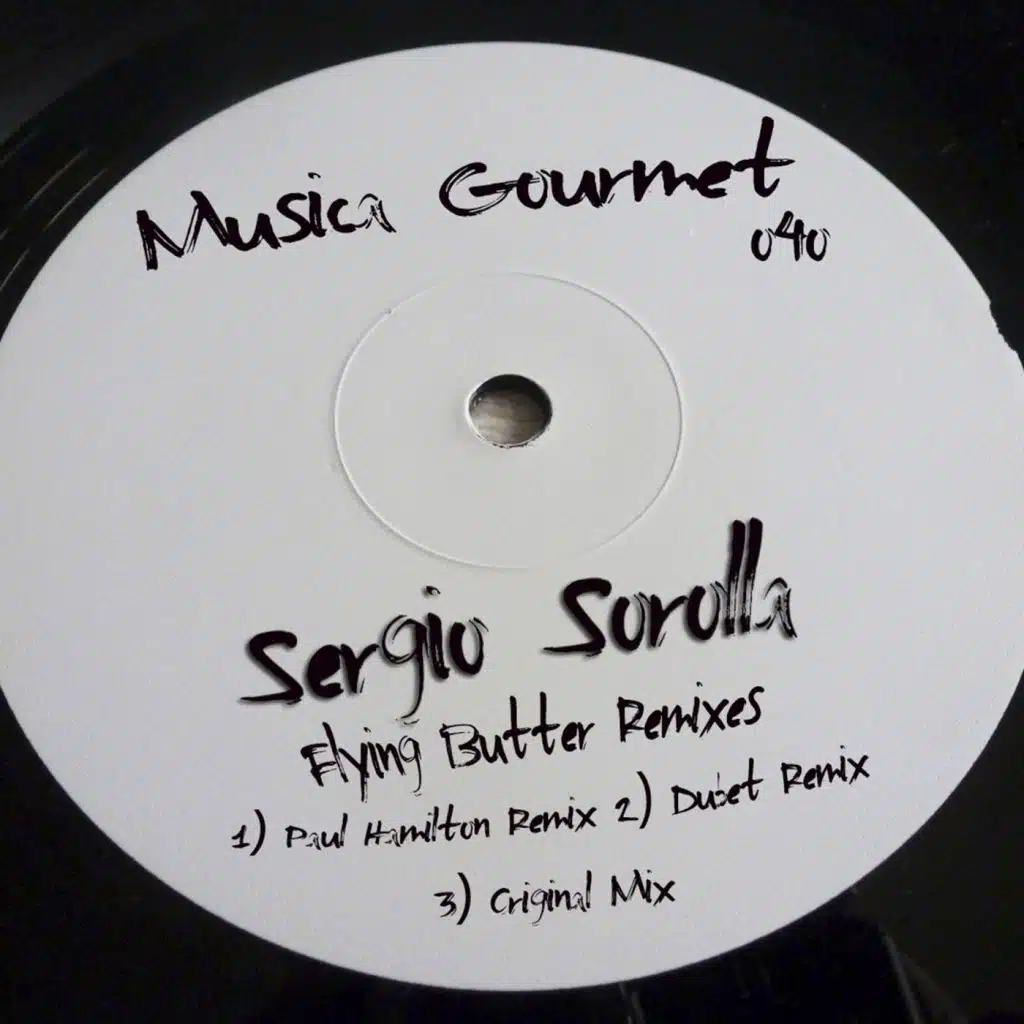 Musica Gourmet
040
Sergio Sorolla
Flying Butter Remixes
1) Paul Hamilton Remix 2) Dubet Remix
3) Original Mix